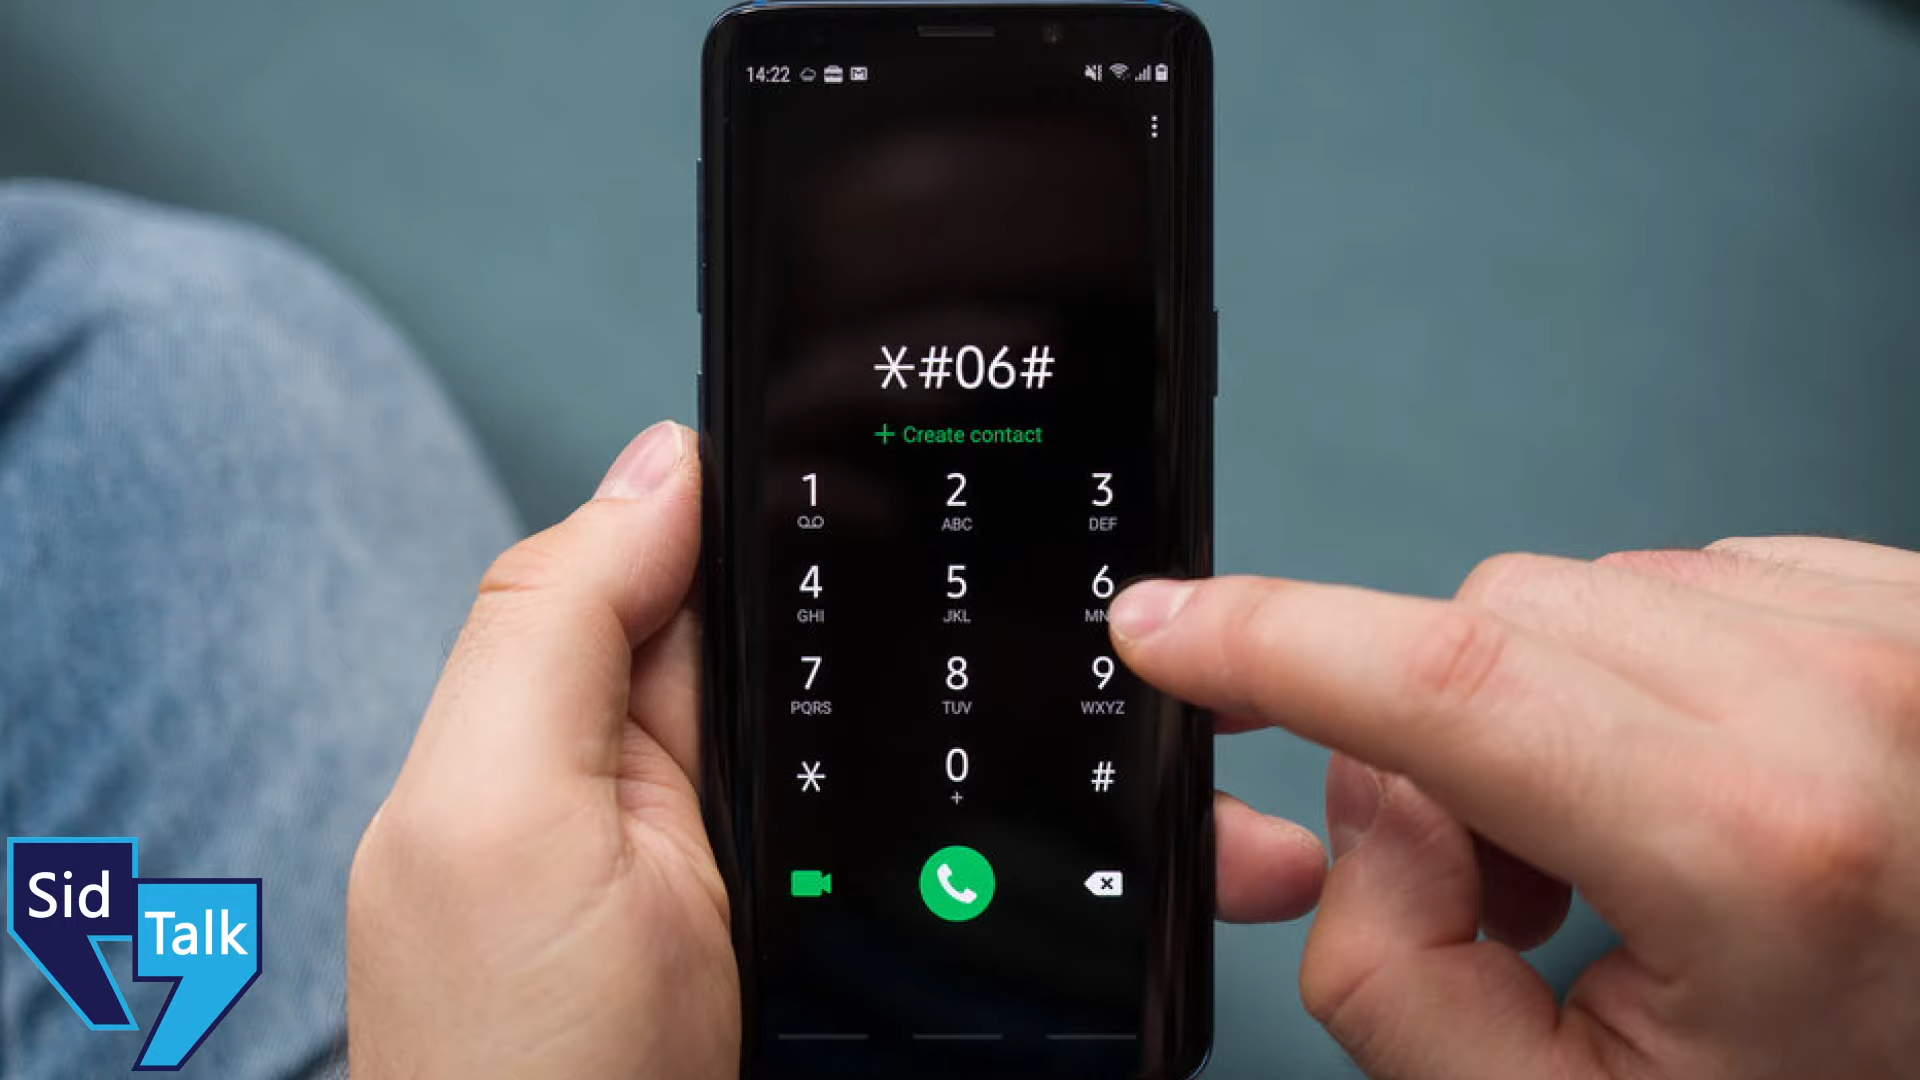 14:22
*#06#
+ Create contact
1 2 3
ABC DEF
4 5 6
GHI JKL MN
7 8 9
PQRS TUV WXYZ
* 0 #
+
Sid
Talk